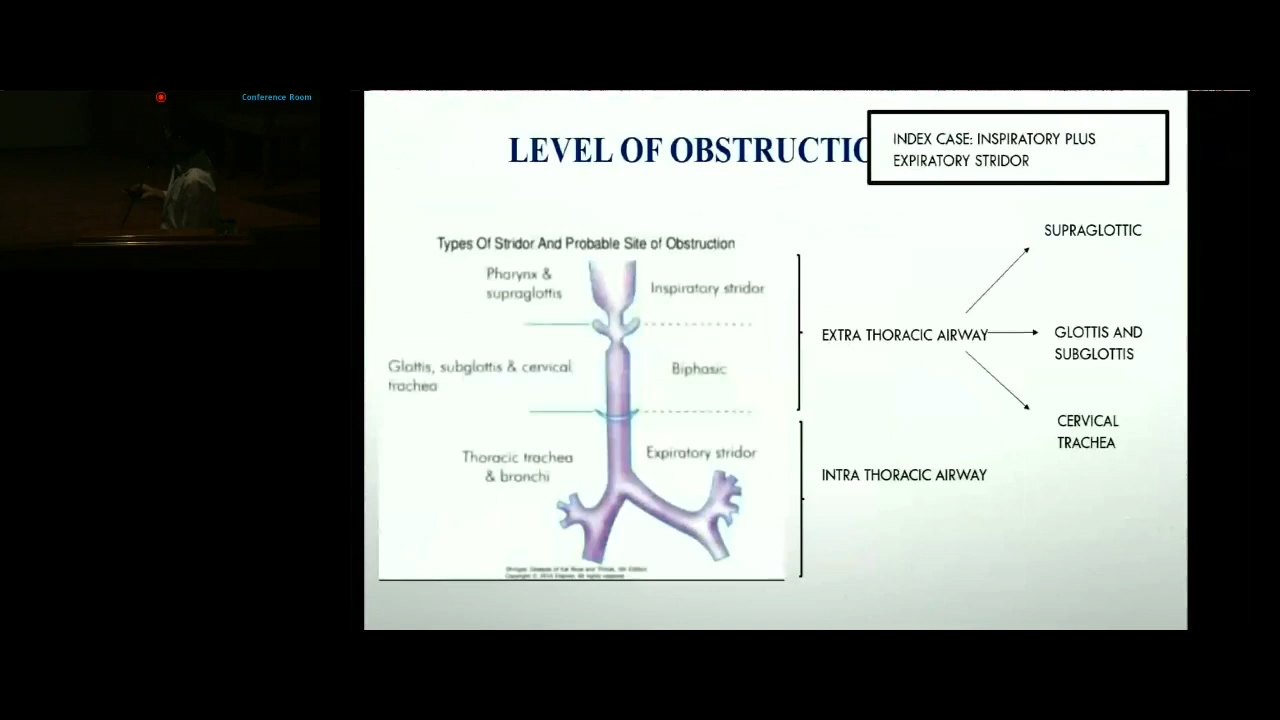 Conference Room
LEVEL OF OBSTRUCTIO
INDEX CASE: INSPIRATORY PLUS
EXPIRATORY STRIDOR
Types Of Stridor And Probable Site of Obstruction
Pharynx &
supraglottis
Inspiratory stridor
Glottis, subglottis & cervical
trachea
Biphasic
Thoracic trachea
& bronchi
Expiratory stridor
EXTRA THORACIC AIRWAY
INTRA THORACIC AIRWAY
SUPRAGLOTTIC
GLOTTIS AND
SUBGLOTTIS
CERVICAL
TRACHEA